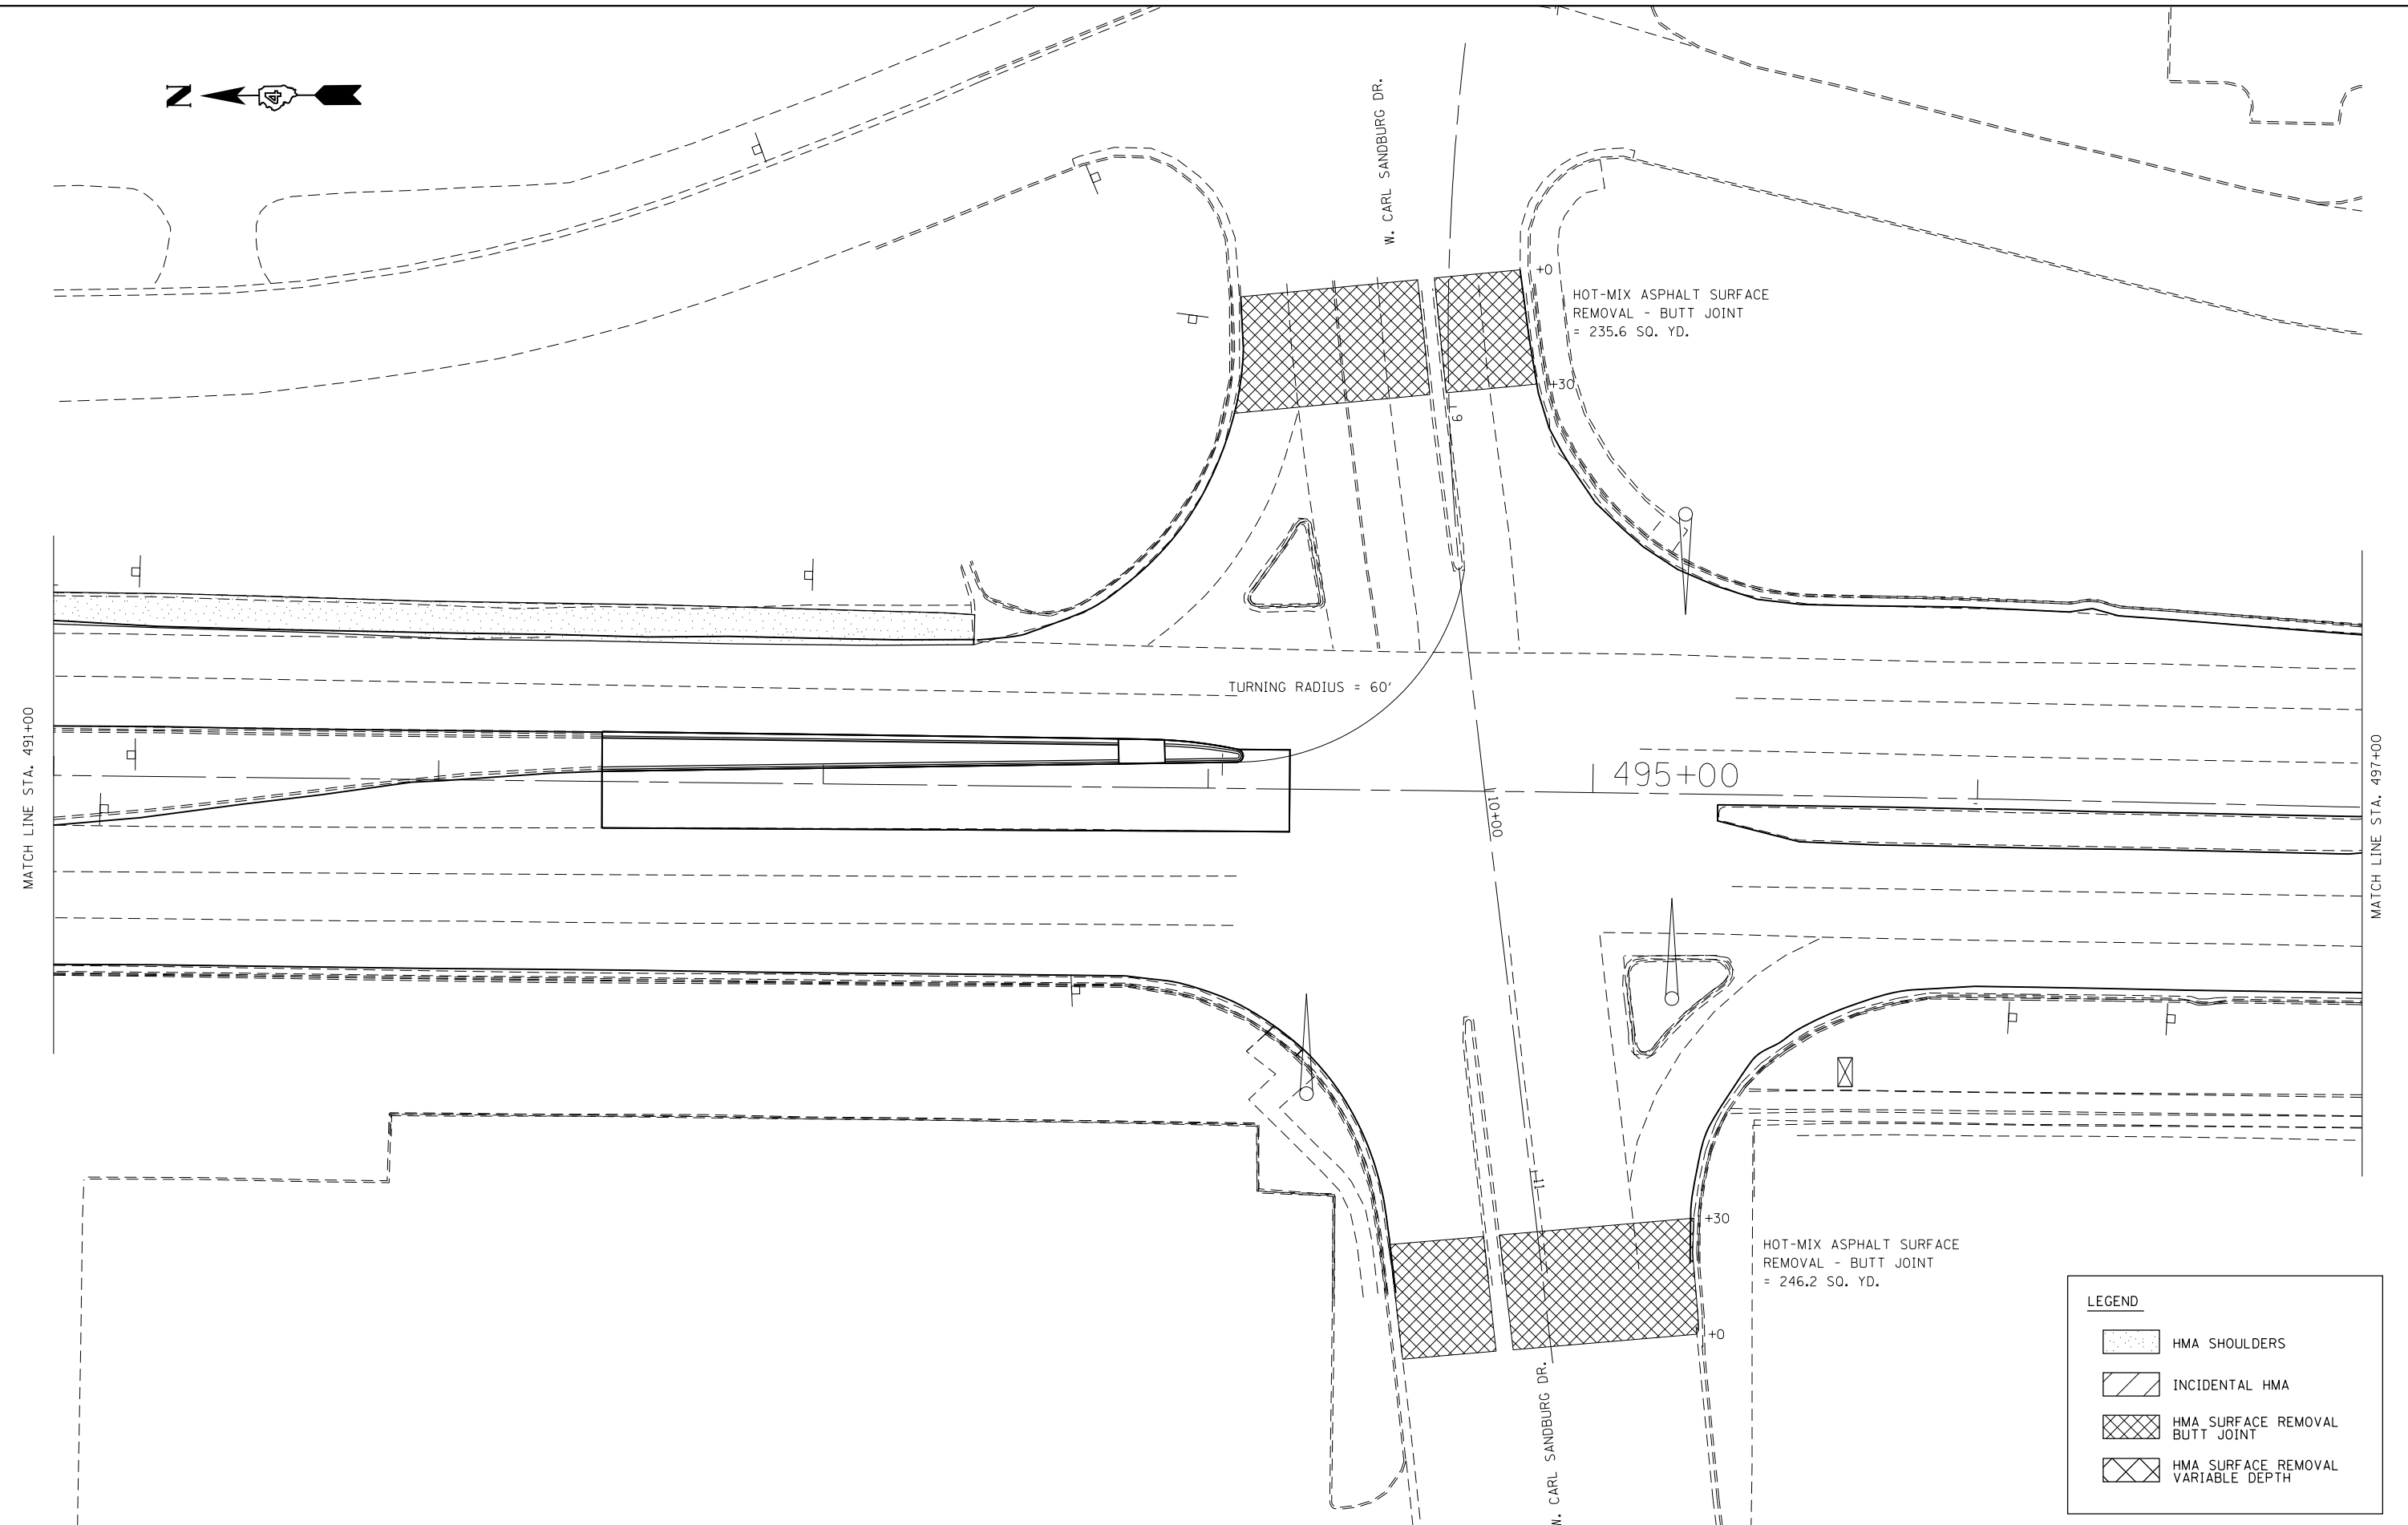 N
4
W. CARL SANDBURG DR.
+0
HOT-MIX ASPHALT SURFACE
REMOVAL - BUTT JOINT
= 235.6 SQ. YD.
+30
9
TURNING RADIUS = 60'
MATCH LINE STA. 491+00
495+00
10+00
MATCH LINE STA. 497+00
11
+30
HOT-MIX ASPHALT SURFACE
REMOVAL - BUTT JOINT
= 246.2 SQ. YD.
+0
W. CARL SANDBURG DR.
LEGEND
HMA SHOULDERS
INCIDENTAL HMA
HMA SURFACE REMOVAL
BUTT JOINT
HMA SURFACE REMOVAL
VARIABLE DEPTH